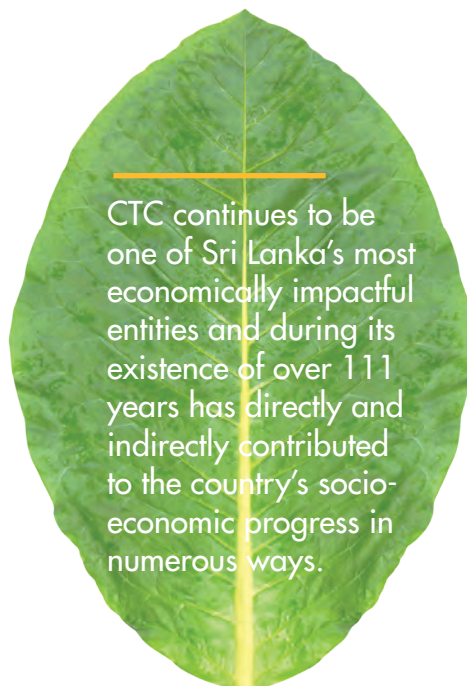 CTC continues to be
one of Sri Lanka’s most
economically impactful
entities and during its
existence of over 111
years has directly and
indirectly contributed
to the country’s socio-
economic progress in
numerous ways.